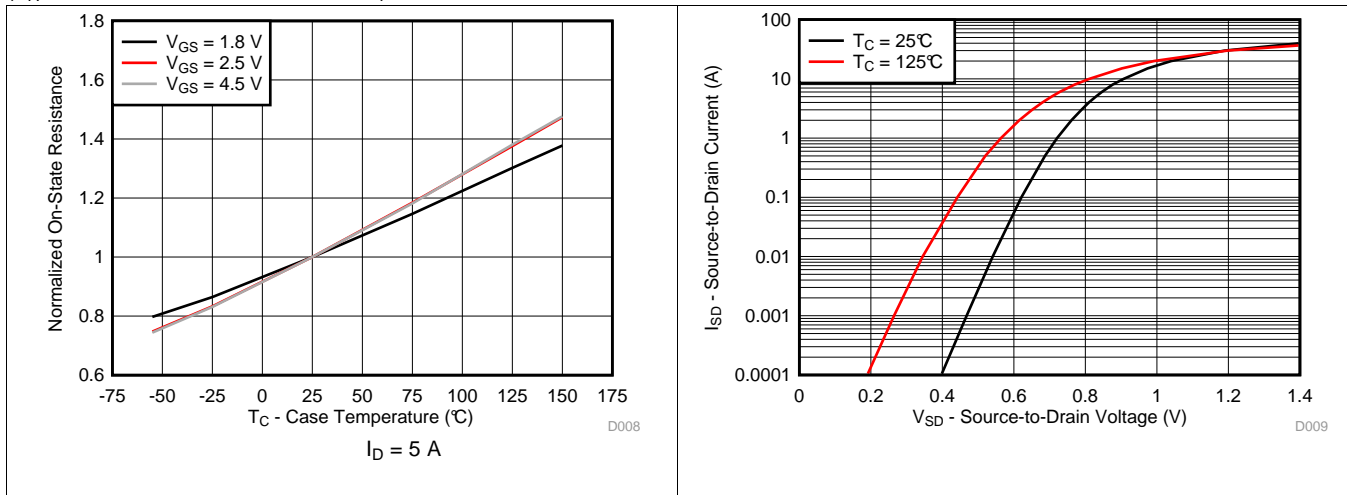 1.8
V_GS = 1.8 V
V_GS = 2.5 V
V_GS = 4.5 V
1.6
1.4
1.2
1
0.8
0.6
Normalized On-State Resistance
-75 -50 -25 0 25 50 75 100 125 150 175
T_C - Case Temperature (°C)
D008
I_D = 5 A
100
T_C = 25°C
T_C = 125°C
10
1
0.1
0.01
0.001
0.0001
I_SD - Source-to-Drain Current (A)
0 0.2 0.4 0.6 0.8 1 1.2 1.4
V_SD - Source-to-Drain Voltage (V)
D009